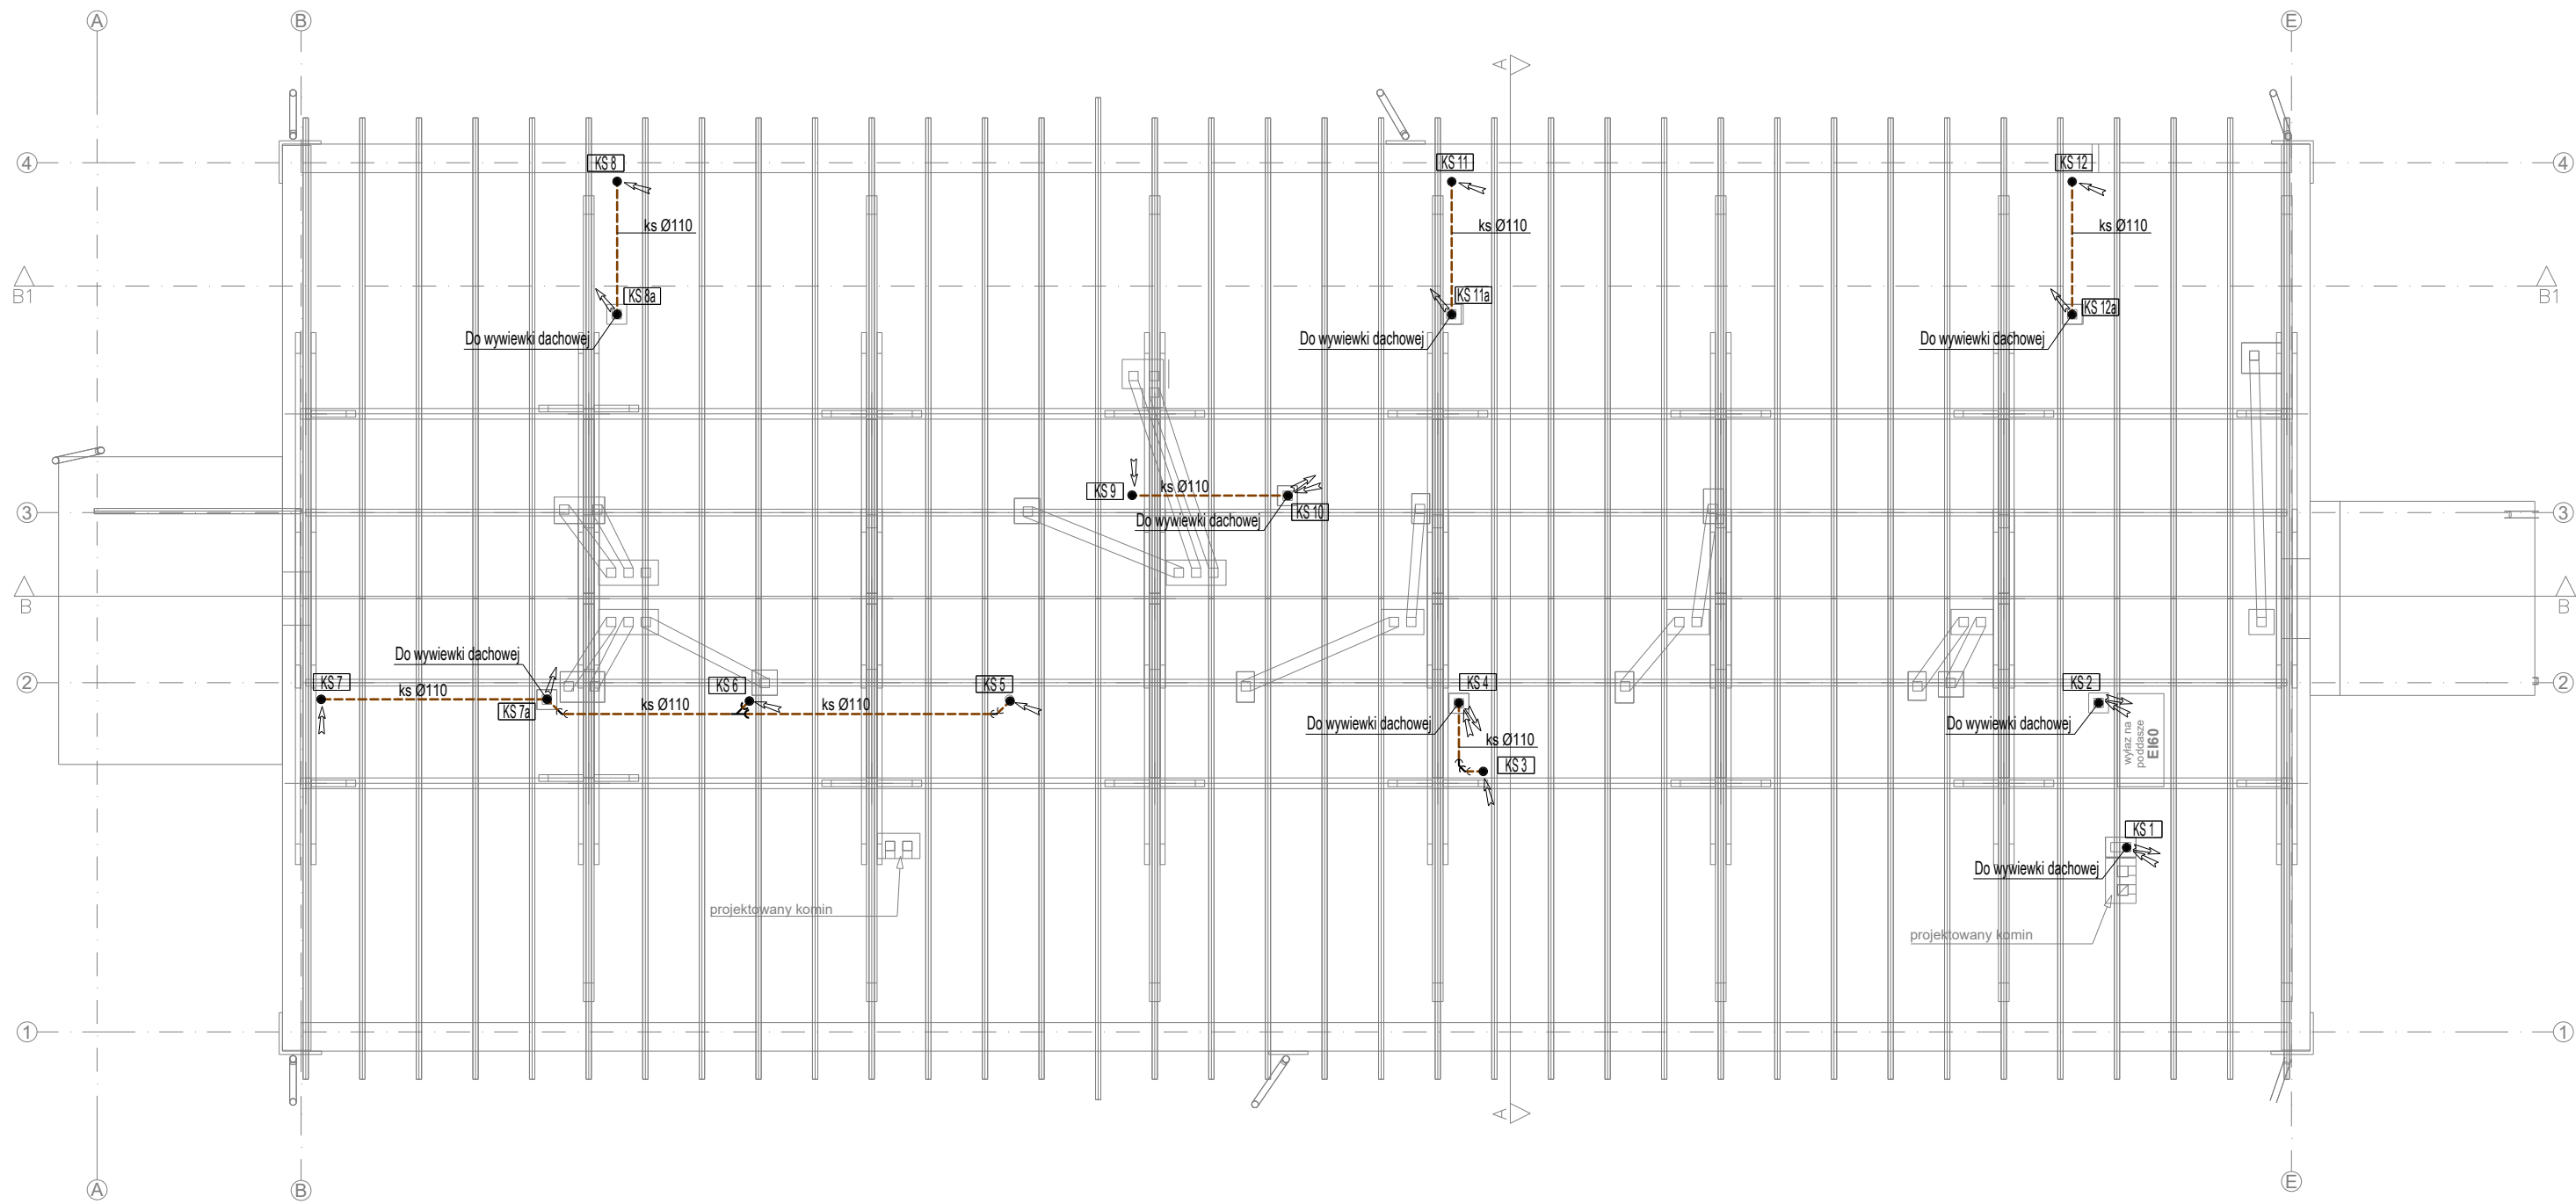 A
B
E
A
4
KS 8
KS 11
KS 12
4
ks Ø110
ks Ø110
ks Ø110
B1
KS 8a
KS 11a
KS 12a
B1
Do wywiewki dachowej
Do wywiewki dachowej
Do wywiewki dachowej
KS 9
ks Ø110
3
Do wywiewki dachowej
KS 10
3
B
B
Do wywiewki dachowej
2
KS 7
ks Ø110
KS 6
KS 5
KS 4
KS 2
2
KS 7a
ks Ø110
ks Ø110
Do wywiewki dachowej
Do wywiewki dachowej
ks Ø110
wyłaz na
poddasze
EI60
KS 3
KS 1
Do wywiewki dachowej
projektowany komin
projektowany komin
1
1
A
A
B
E